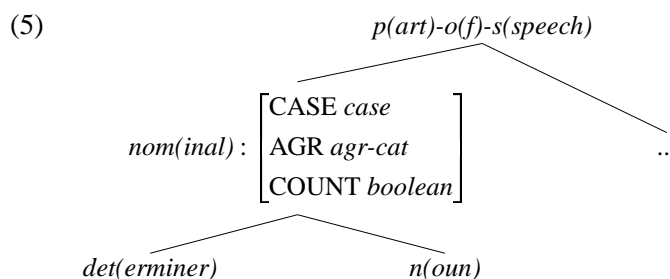 (5) p(art)-o(f)-s(speech)
CASE case
nom(inal) : AGR agr-cat ...
COUNT boolean
det(erminer) n(oun)